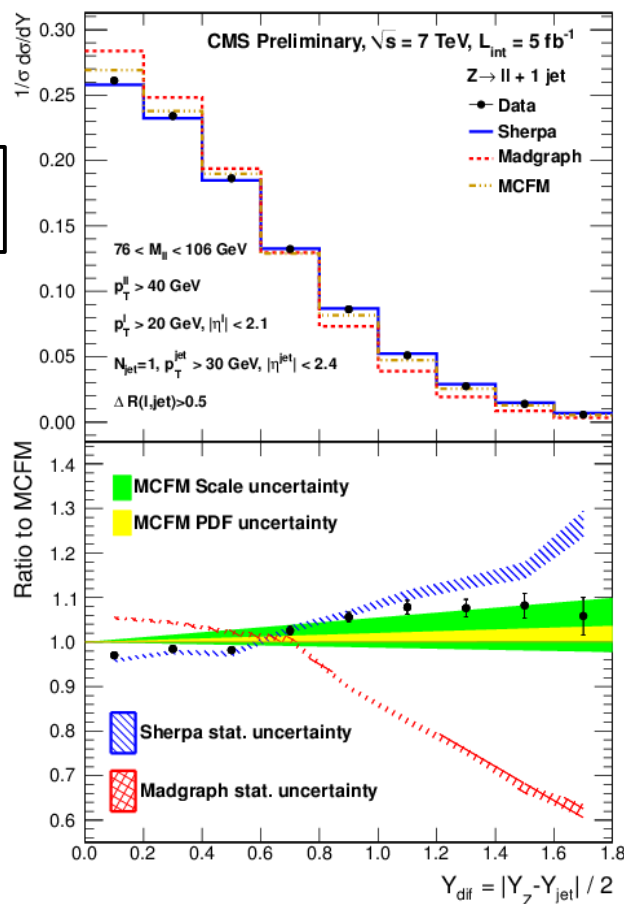 CMS Preliminary, √s = 7 TeV, L_int = 5 fb⁻¹
Z→ ll + 1 jet
Data
Sherpa
Madgraph
MCFM
1/σ dσ/dY
0.30
0.25
0.20
0.15
0.10
0.05
0.00
76 < M_ll < 106 GeV
p_T^ll > 40 GeV
p_T^l > 20 GeV, |η^l| < 2.1
N_jet=1, p_T^jet > 30 GeV, |η^jet| < 2.4
Δ R(l,jet)>0.5
Ratio to MCFM
1.4
1.3
1.2
1.1
1.0
0.9
0.8
0.7
0.6
MCFM Scale uncertainty
MCFM PDF uncertainty
Sherpa stat. uncertainty
Madgraph stat. uncertainty
0.0 0.2 0.4 0.6 0.8 1.0 1.2 1.4 1.6 1.8
Y_dif = |Y_Z-Y_jet| / 2